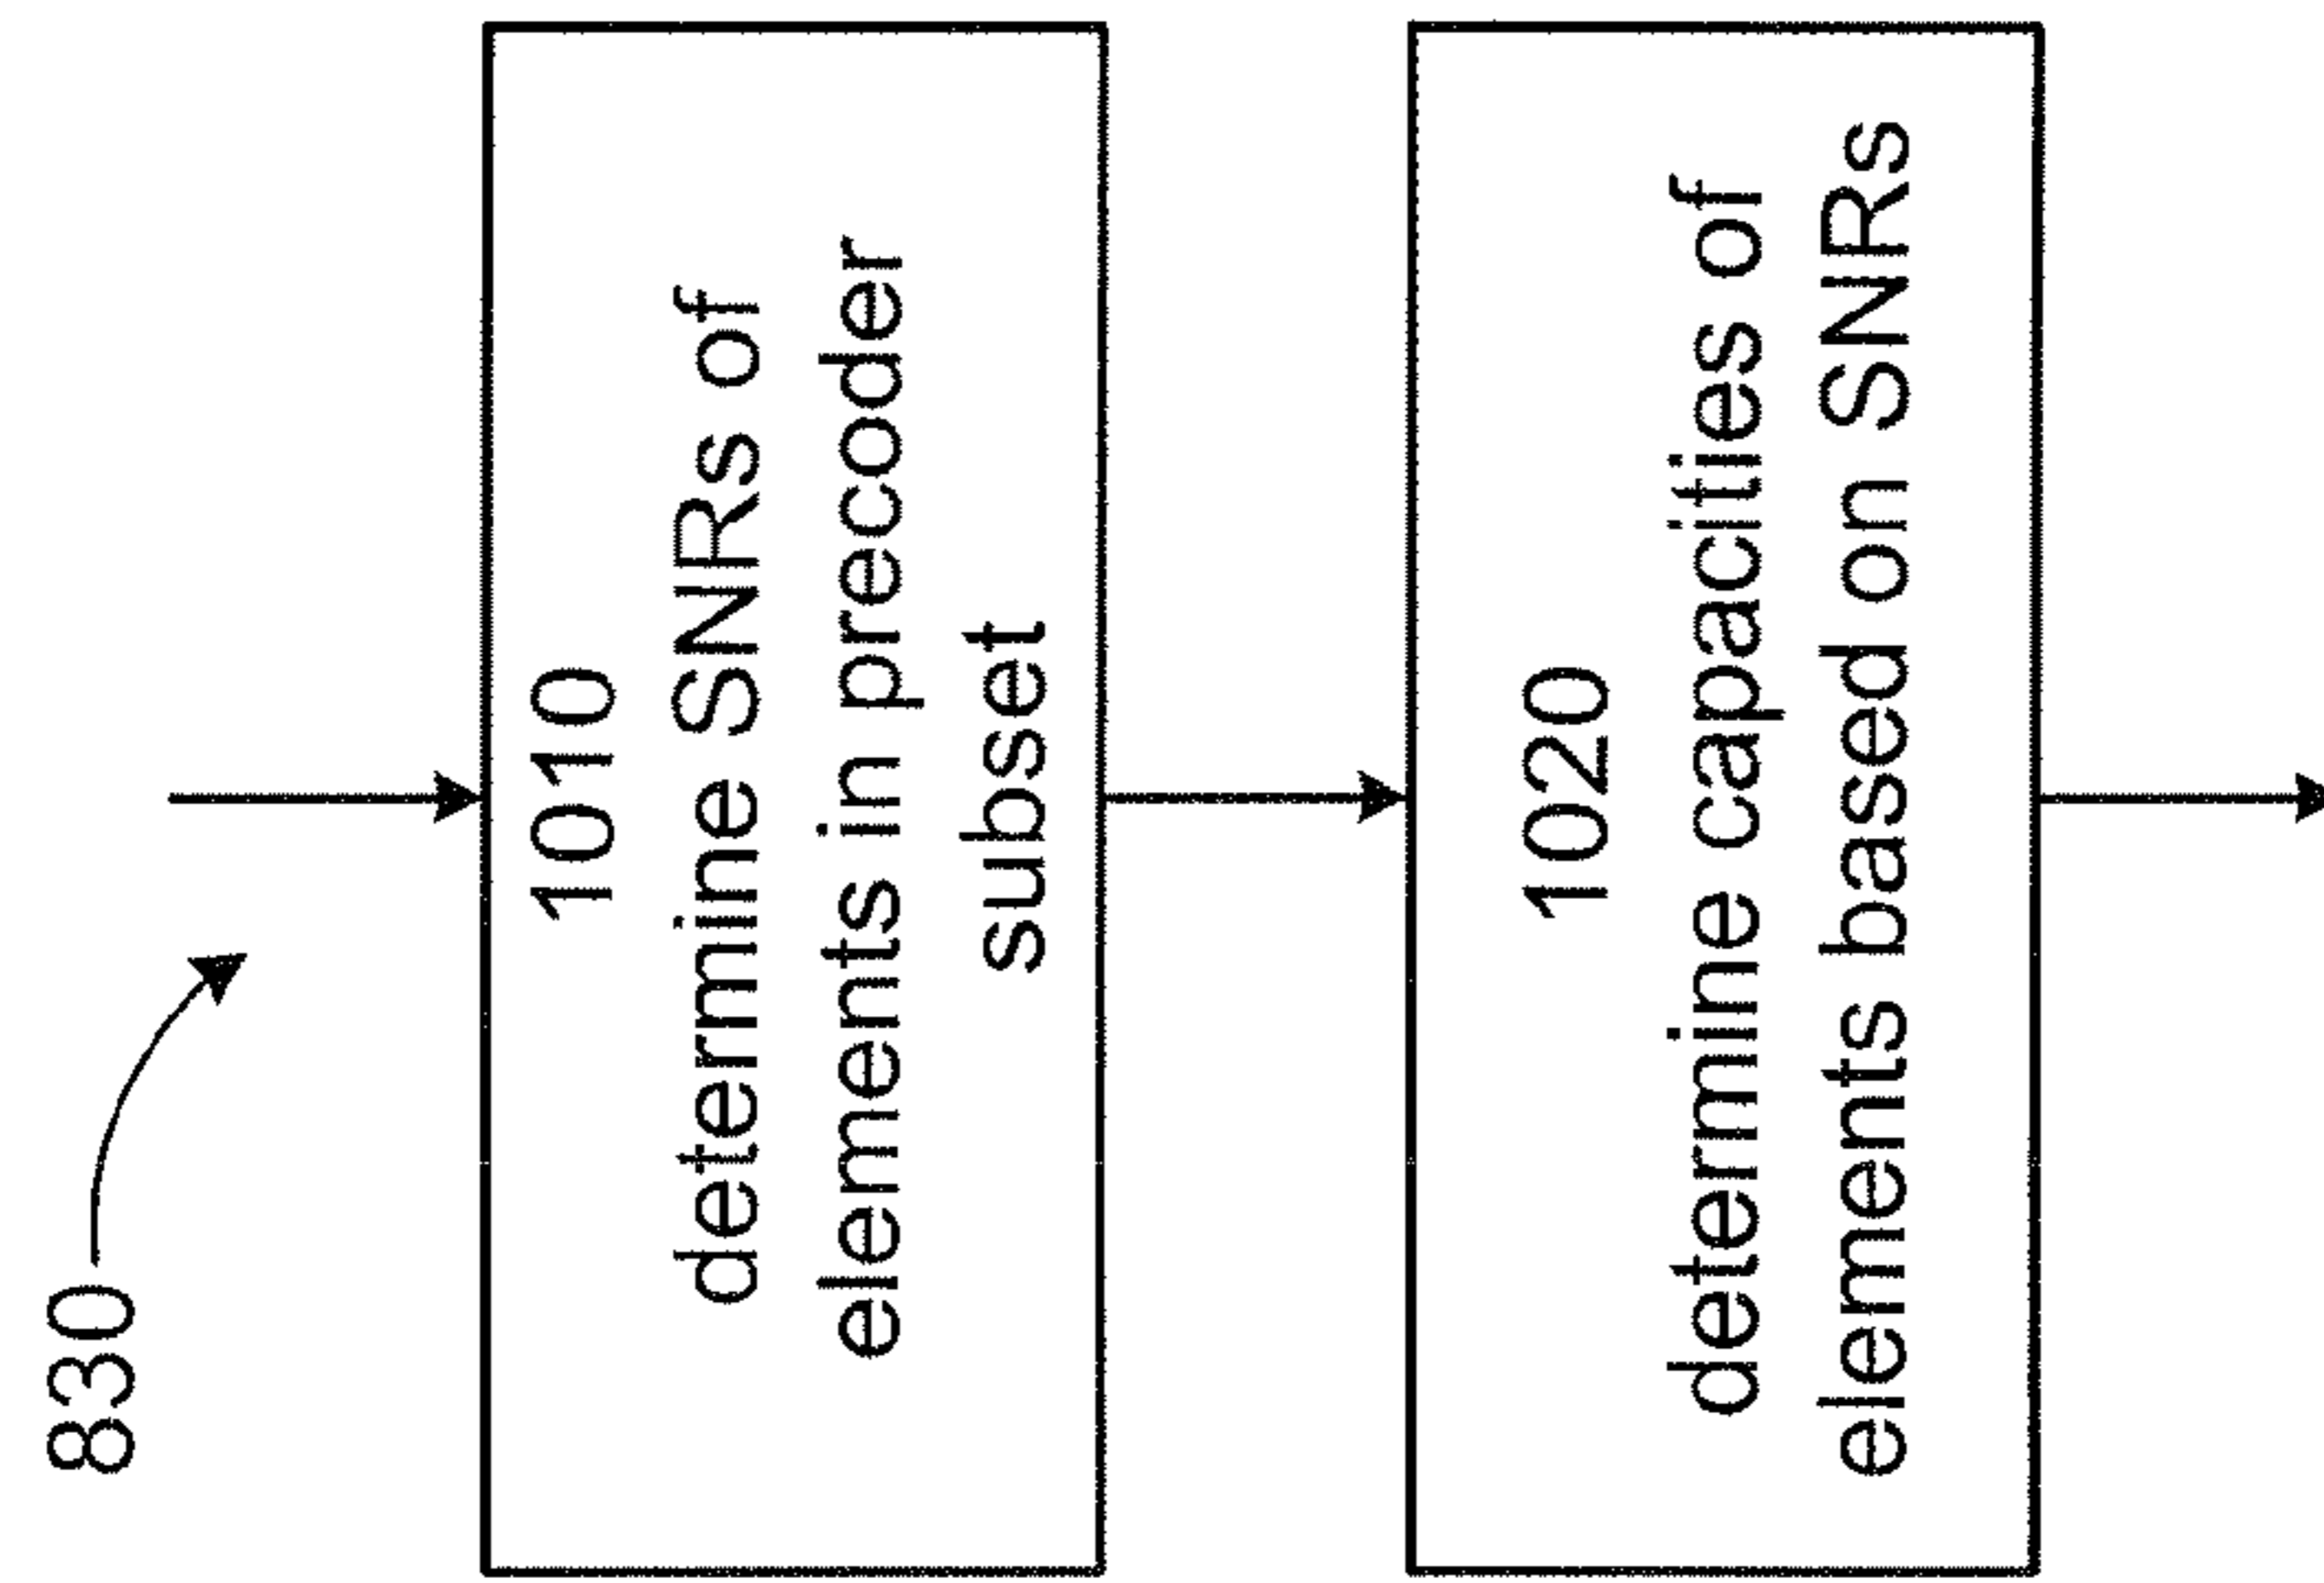 830
1010
determine SNRs of
elements in precoder
subset
1020
determine capacities of
elements based on SNRs